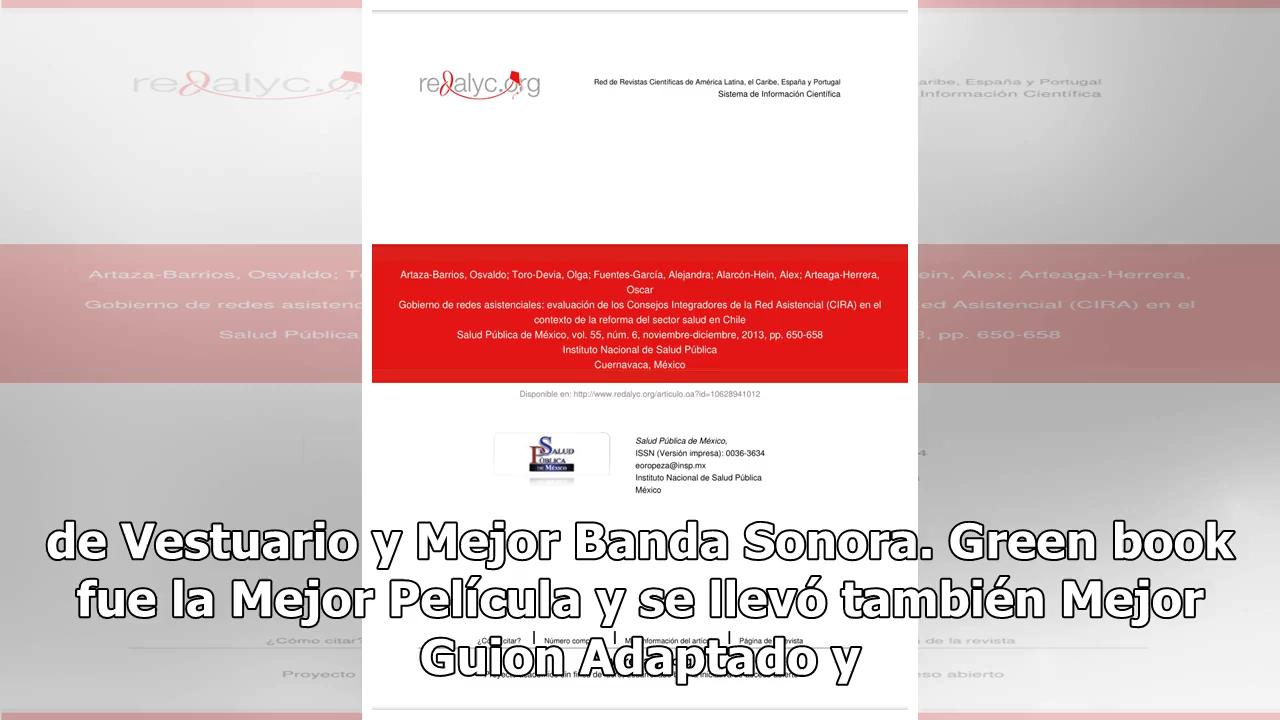 redalyc.org
Red de Revistas Científicas de América Latina, el Caribe, España y Portugal
Sistema de Información Científica
Artaza-Barrios, Osvaldo; Toro-Devia, Olga; Fuentes-García, Alejandra; Alarcón-Hein, Alex; Arteaga-Herrera,
Oscar
Gobierno de redes asistenciales: evaluación de los Consejos Integradores de la Red Asistencial (CIRA) en el
contexto de la reforma del sector salud en Chile
Salud Pública de México, vol. 55, núm. 6, noviembre-diciembre, 2013, pp. 650-658
Instituto Nacional de Salud Pública
Cuernavaca, México
Disponible en: http://www.redalyc.org/articulo.oa?id=10628941012
SALUD
PÚBLICA
DE MÉXICO
Salud Pública de México,
ISSN (Versión impresa): 0036-3634
eoropeza@insp.mx
Instituto Nacional de Salud Pública
México
de Vestuario y Mejor Banda Sonora. Green book
fue la Mejor Película y se llevó también Mejor
Guion Adaptado y